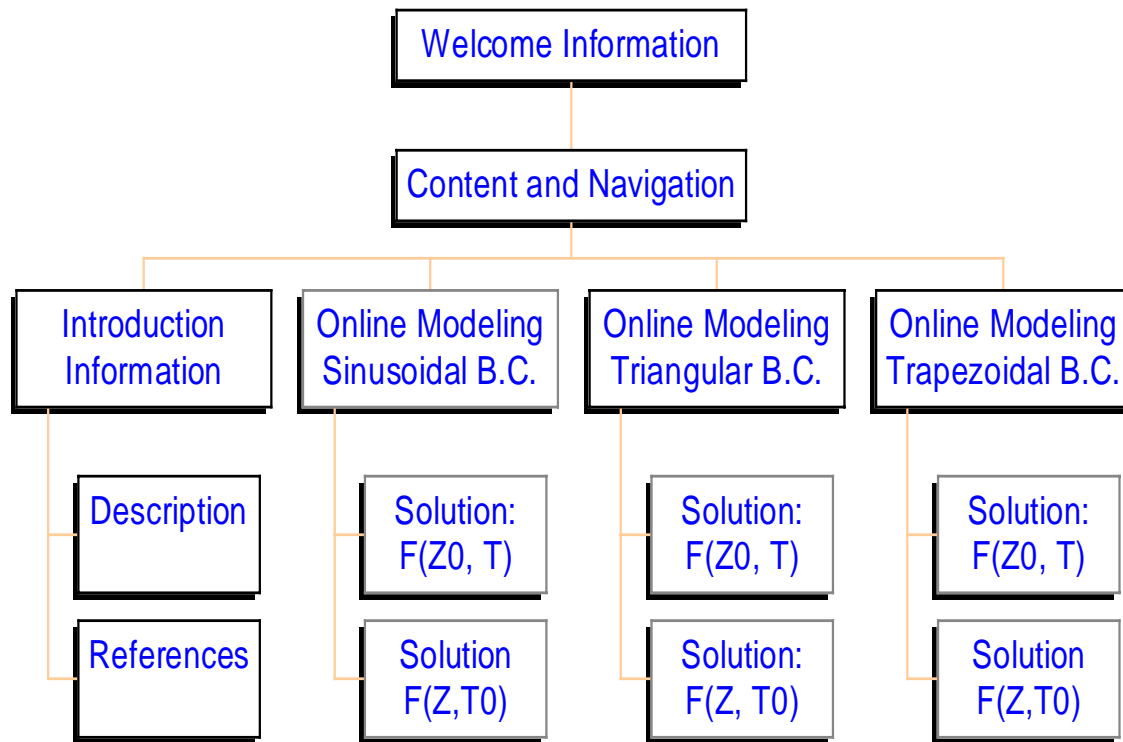 Welcome Information
Content and Navigation
Introduction
Information
Online Modeling
Sinusoidal B.C.
Online Modeling
Triangular B.C.
Online Modeling
Trapezoidal B.C.
Description
Solution:
F(Z0, T)
Solution:
F(Z0, T)
Solution:
F(Z0, T)
References
Solution
F(Z,T0)
Solution:
F(Z, T0)
Solution
F(Z,T0)